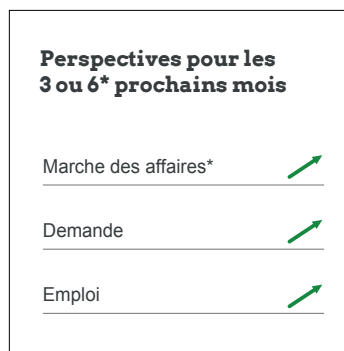 Perspectives pour les
3 ou 6* prochains mois
Marche des affaires*
Demande
Emploi